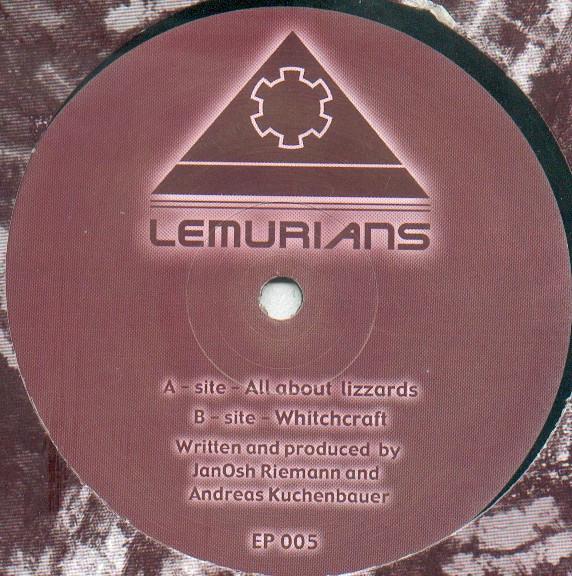 LEMURIANS
A - site - All about lizzards
B - site - Whitchcraft
Written and produced by
JanOsh Riemann and
Andreas Kuchenbauer
EP 005